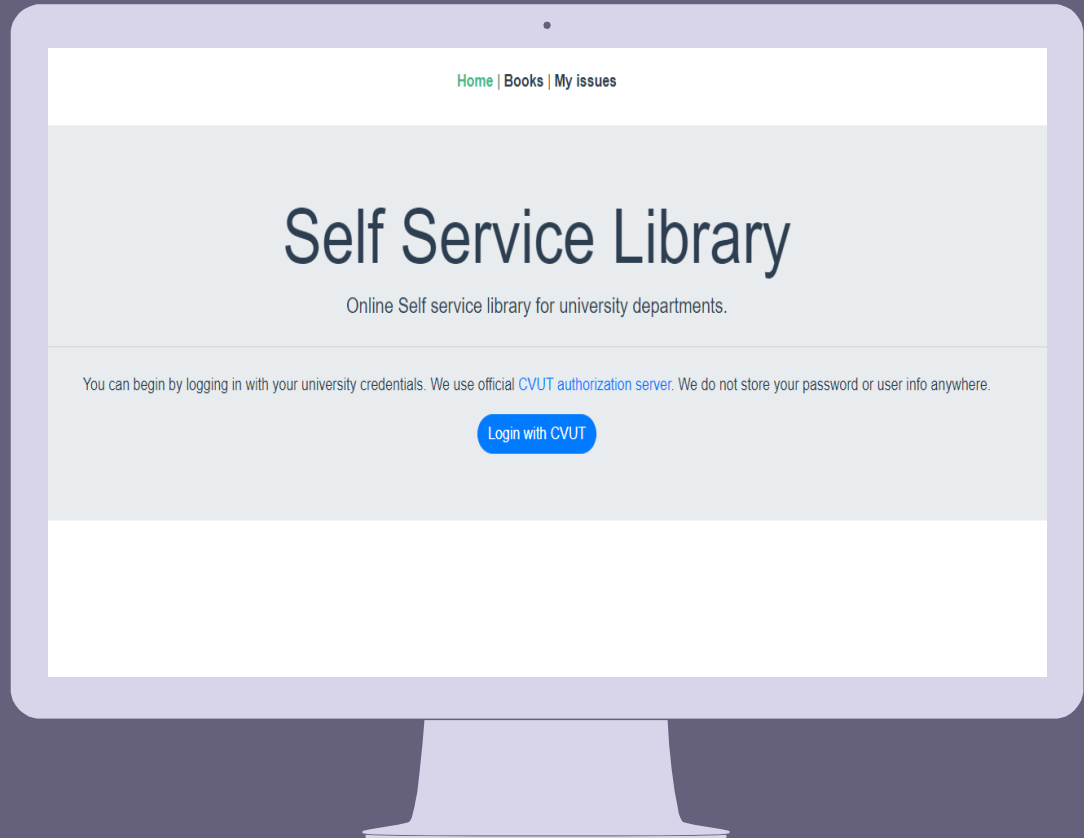 Home | Books | My issues
Self Service Library
Online Self service library for university departments.
You can begin by logging in with your university credentials. We use official CVUT authorization server. We do not store your password or user info anywhere.
Login with CVUT